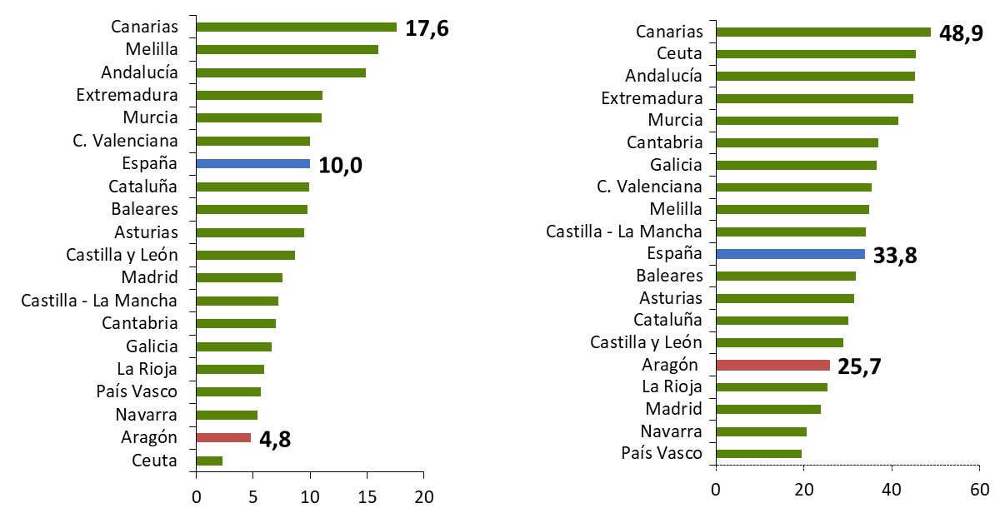 Canarias 17,6
Melilla
Andalucía
Extremadura
Murcia
C. Valenciana
España 10,0
Cataluña
Baleares
Asturias
Castilla y León
Madrid
Castilla - La Mancha
Cantabria
Galicia
La Rioja
País Vasco
Navarra
Aragón 4,8
Ceuta
0 5 10 15 20
Canarias 48,9
Ceuta
Andalucía
Extremadura
Murcia
Cantabria
Galicia
C. Valenciana
Melilla
Castilla - La Mancha
España 33,8
Baleares
Asturias
Cataluña
Castilla y León
Aragón 25,7
La Rioja
Madrid
Navarra
País Vasco
0 20 40 60